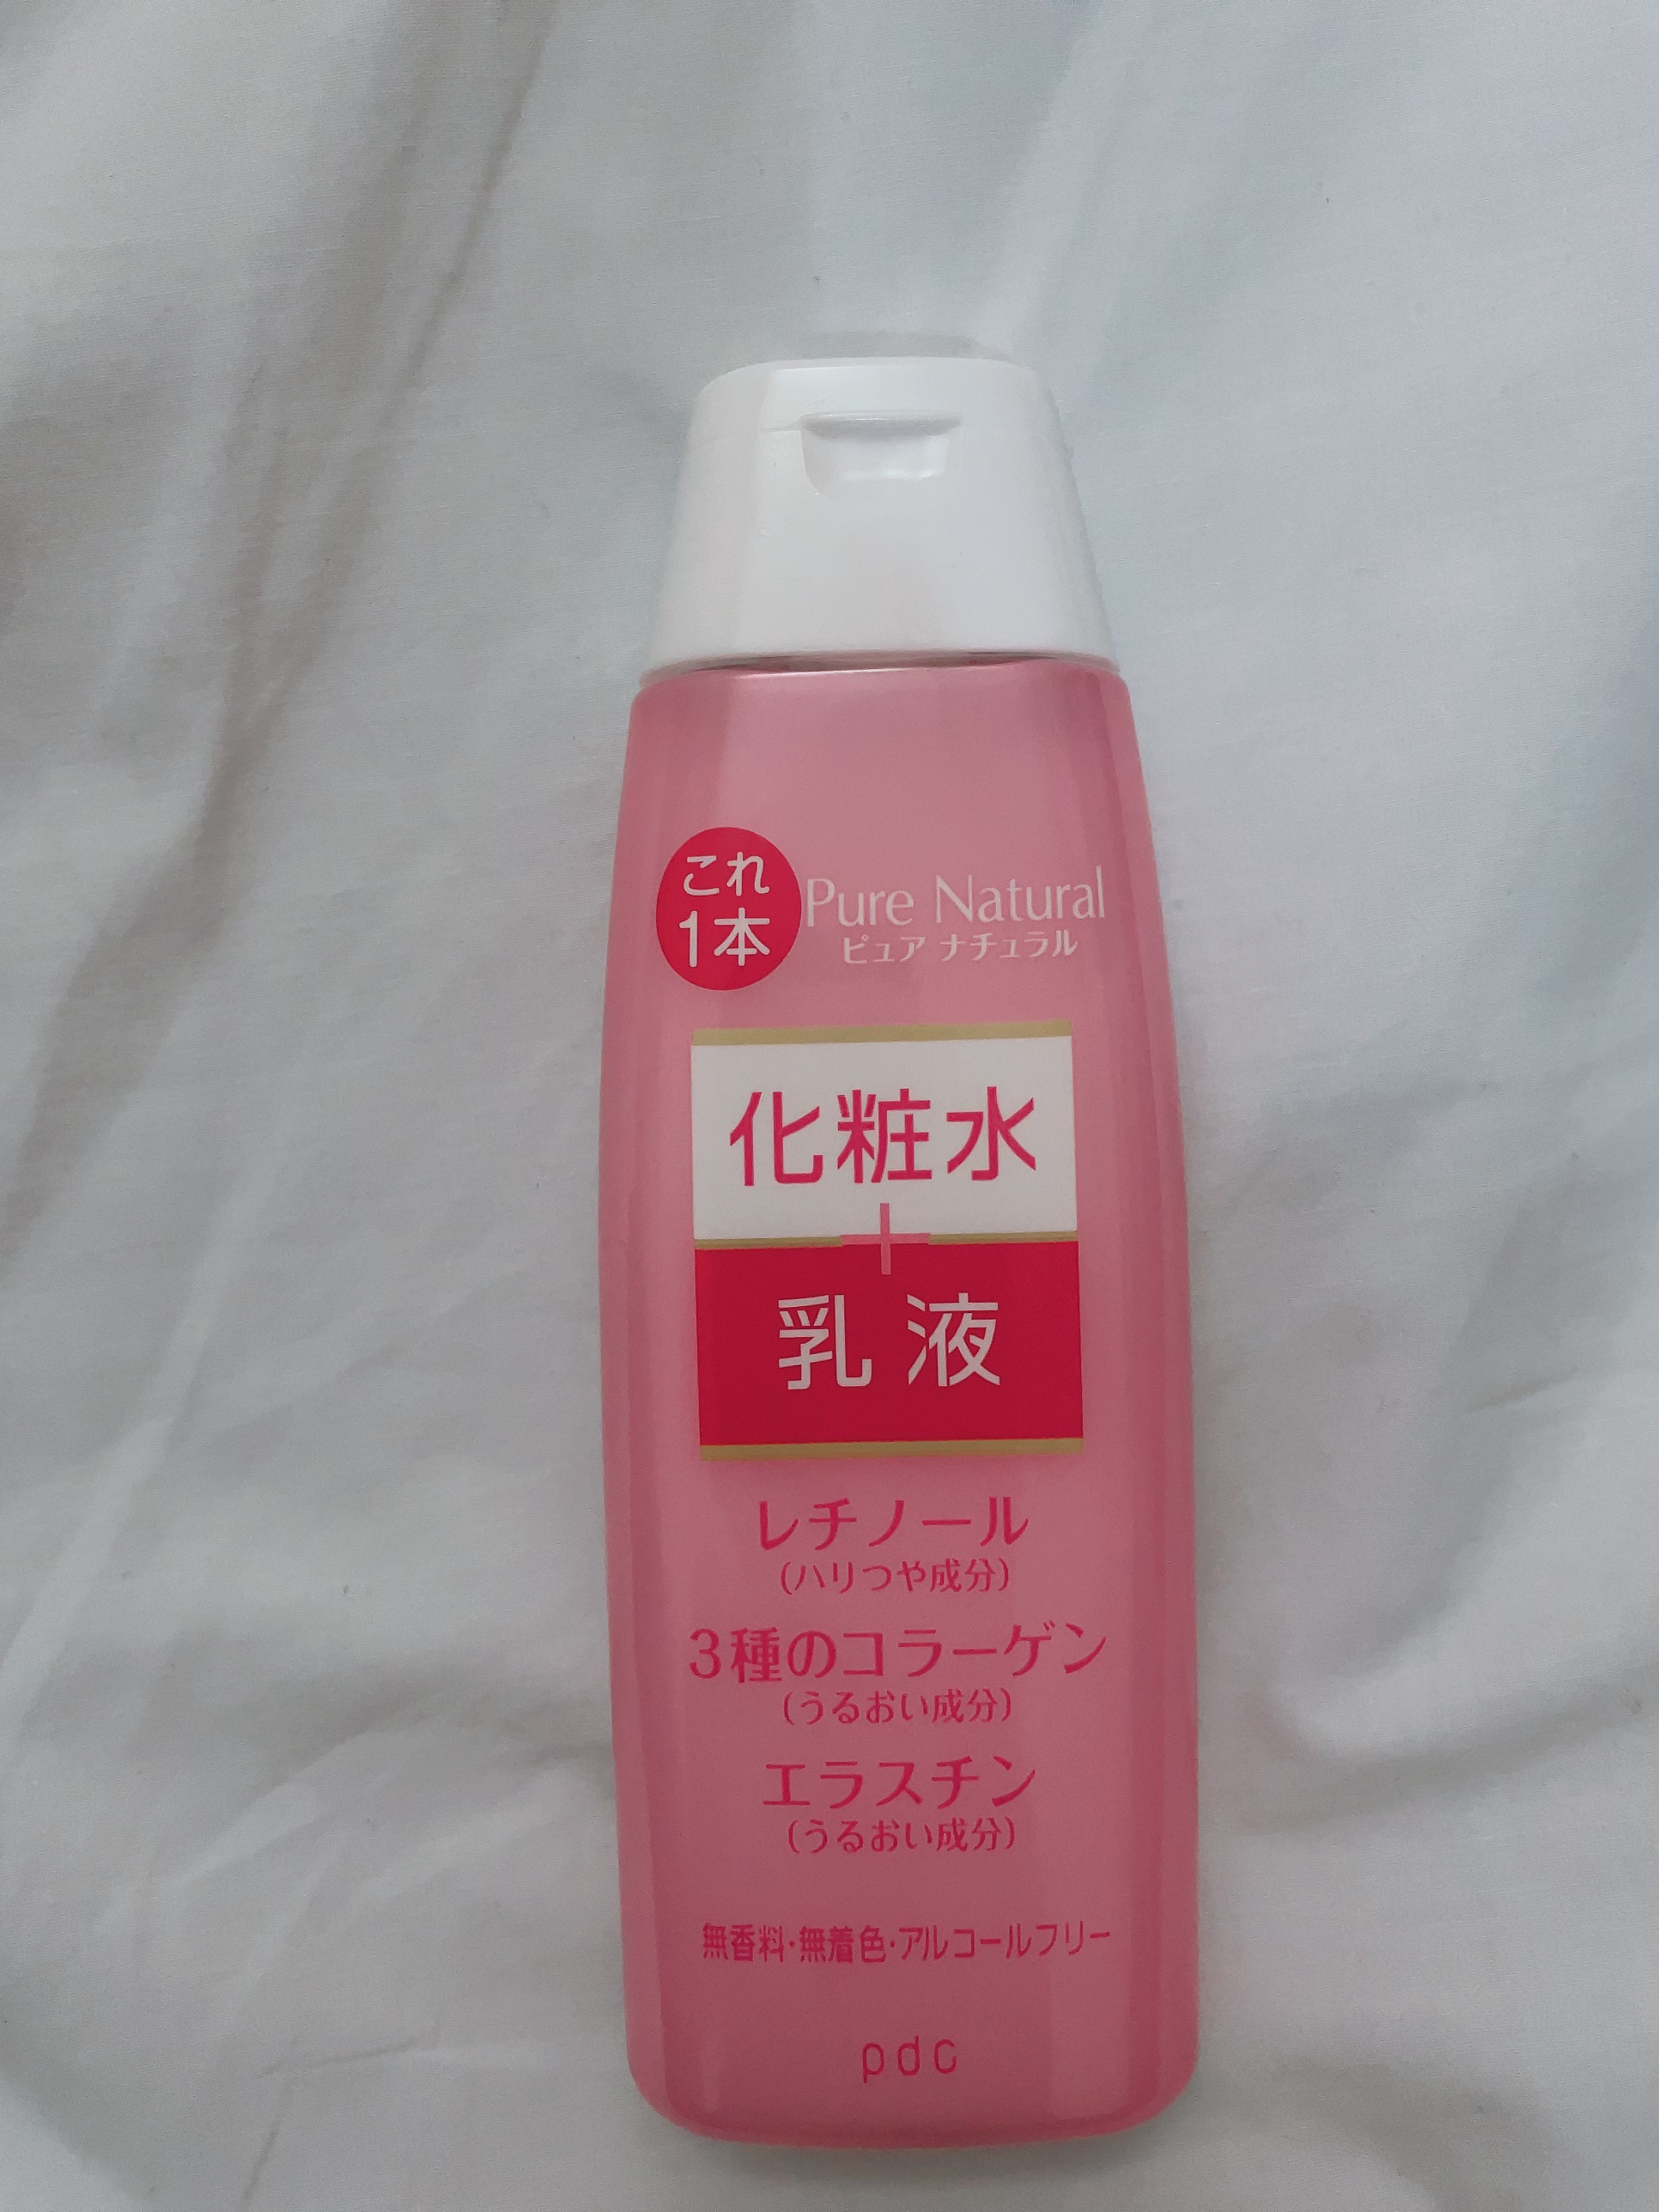 これ
1本
Pure Natural
ピュア ナチュラル
化粧水
+
乳液
レチノール
(ハリつや成分)
3種のコラーゲン
(うるおい成分)
エラスチン
(うるおい成分)
無香料・無着色・アルコールフリー
pdc